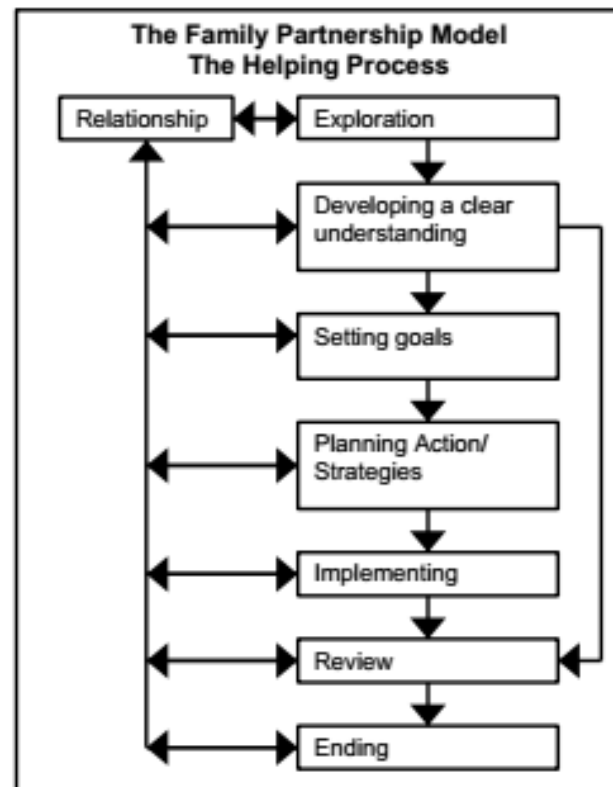 The Family Partnership Model
The Helping Process
Relationship
Exploration
Developing a clear
understanding
Setting goals
Planning Action/
Strategies
Implementing
Review
Ending